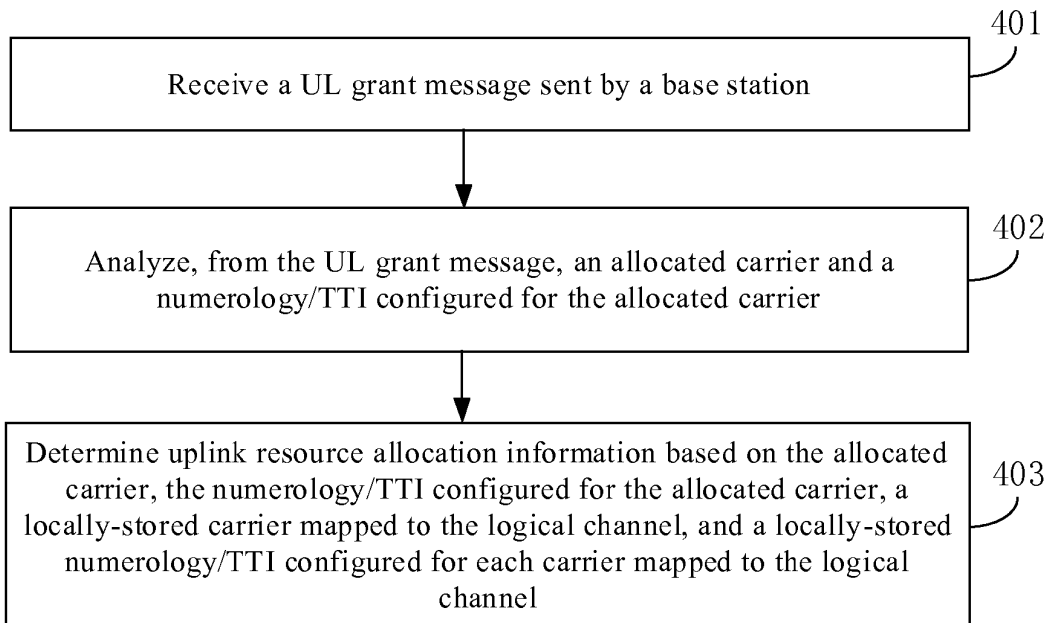 401
Receive a UL grant message sent by a base station
402
Analyze, from the UL grant message, an allocated carrier and a
numerology/TTI configured for the allocated carrier
403
Determine uplink resource allocation information based on the allocated
carrier, the numerology/TTI configured for the allocated carrier, a
locally-stored carrier mapped to the logical channel, and a locally-stored
numerology/TTI configured for each carrier mapped to the logical
channel